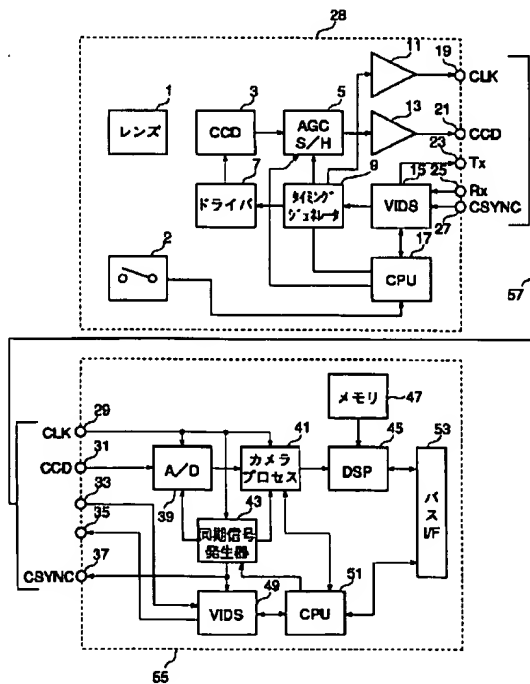 28
11
19
CLK
1
レンズ
3
CCD
5
AGC
S/H
13
21
CCD
23
Tx
7
ドライバ
9
タイミング
ジェネレータ
15
25
VIDS
Rx
CSYNC
27
2
17
CPU
57
メモリ
47
29
CLK
41
45
53
31
CCD
A/D
カメラ
プロセス
DSP
バス
I/F
33
39
43
35
同期信号
発生器
37
CSYNC
51
49
VIDS
CPU
55